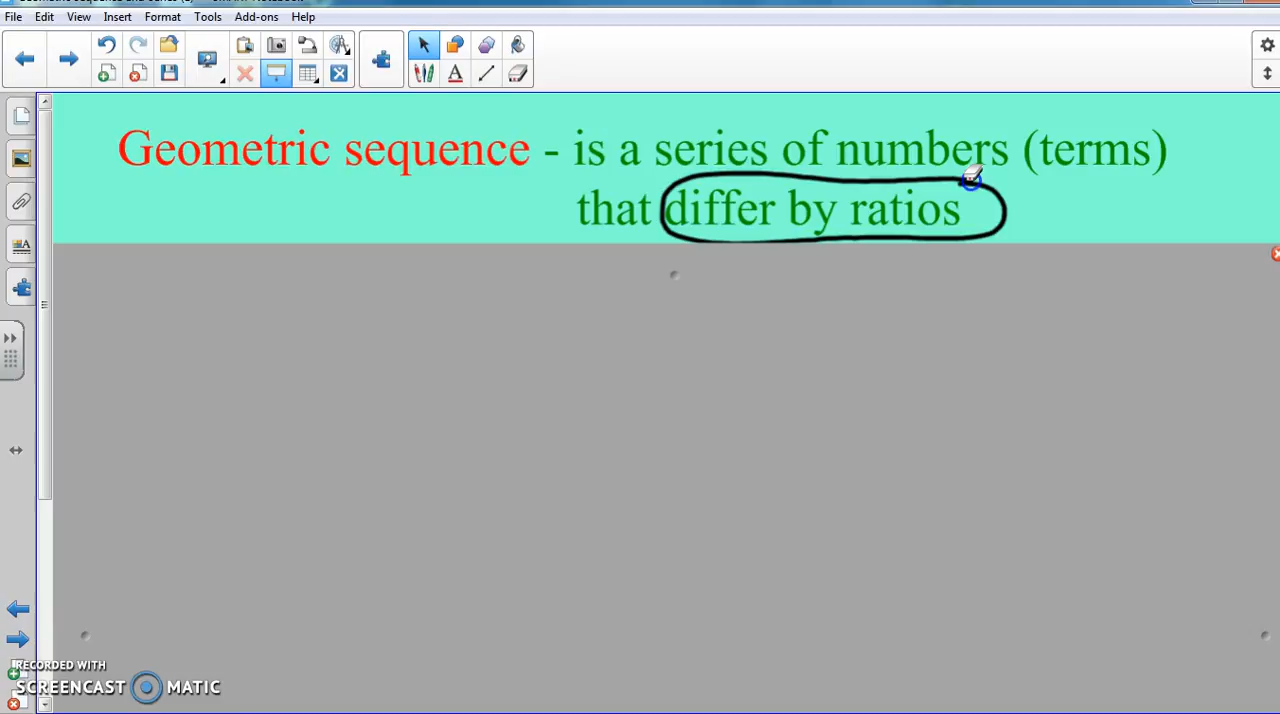 File Edit View Insert Format Tools Add-ons Help
Geometric sequence - is a series of numbers (terms)
that differ by ratios
RECORDED WITH
SCREENCAST MATIC